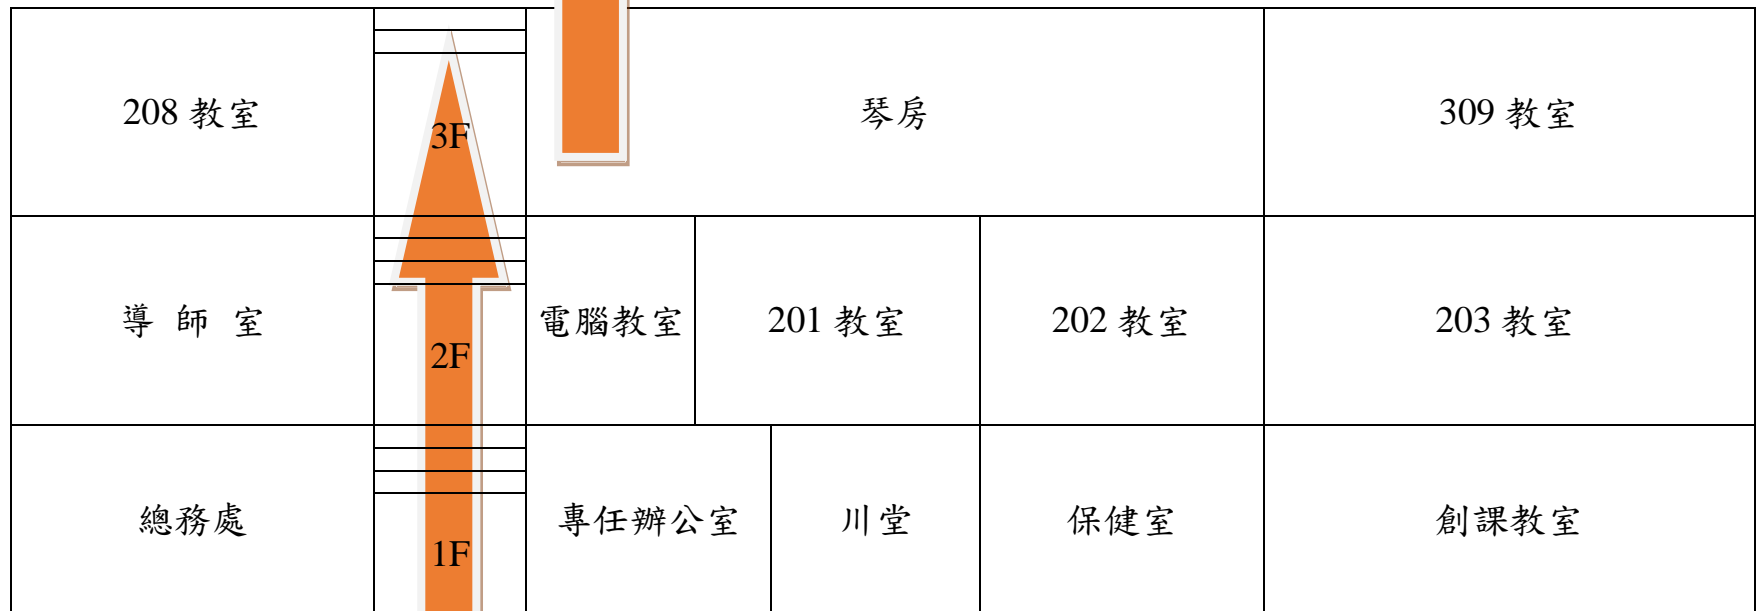 208 教室
3F
琴房
309 教室
導 師 室
2F
電腦教室
201 教室
202 教室
203 教室
總務處
1F
專任辦公室
川堂
保健室
創課教室